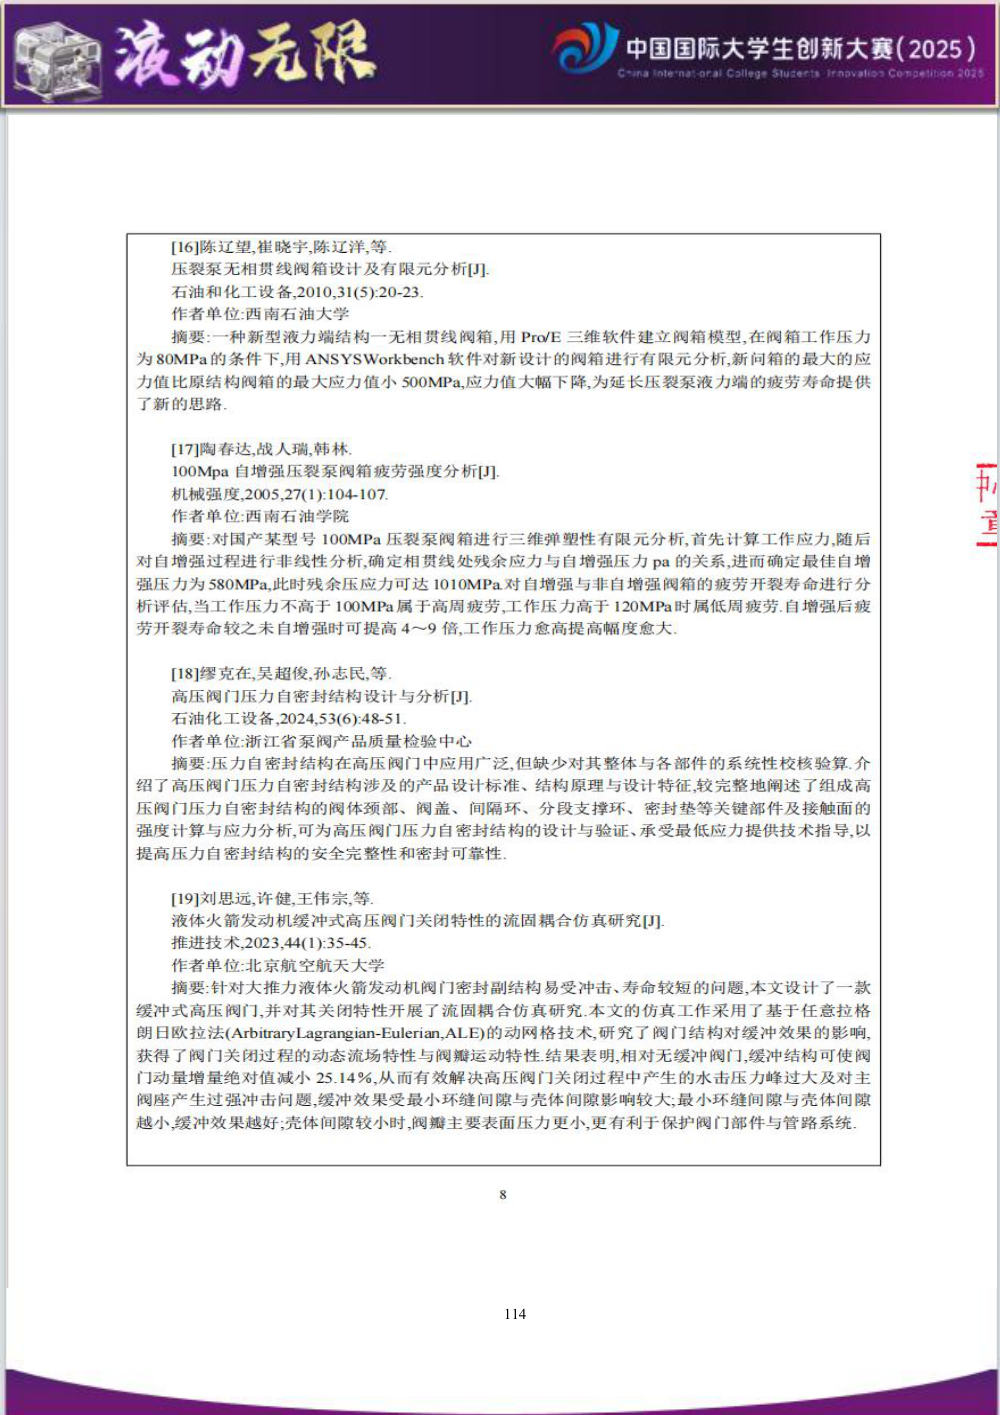 液动无限
中国国际大学生创新大赛(2025)
China International College Students Innovation Competition 2025
[16]陈辽望,崔晓宇,陈辽洋,等.
压裂泵无相贯线阀箱设计及有限元分析[J].
石油和化工设备,2010,31(5):20-23.
作者单位:西南石油大学
摘要:一种新型液力端结构一无相贯线阀箱,用 Pro/E 三维软件建立阀箱模型,在阀箱工作压力
为80MPa的条件下,用 ANSYSWorkbench 软件对新设计的阀箱进行有限元分析,新问箱的最大的应
力值比原结构阀箱的最大应力值小 500MPa,应力值大幅下降,为延长压裂泵液力端的疲劳寿命提供
了新的思路.
[17]陶春达,战人瑞,韩林.
100Mpa 自增强压裂泵阀箱疲劳强度分析[J].
机械强度,2005,27(1):104-107.
作者单位:西南石油学院
摘要:对国产某型号 100MPa 压裂泵阀箱进行三维弹塑性有限元分析,首先计算工作应力,随后
对自增强过程进行非线性分析,确定相贯线处残余应力与自增强压力 pa 的关系,进而确定最佳自增
强压力为580MPa,此时残余压应力可达 1010MPa.对自增强与非自增强阀箱的疲劳开裂寿命进行分
析评估,当工作压力不高于 100MPa 属于高周疲劳,工作压力高于 120MPa 时属低周疲劳.自增强后疲
劳开裂寿命较之未自增强时可提高 4～9 倍,工作压力愈高提高幅度愈大.
[18]缪克在,吴超俊,孙志民,等.
高压阀门压力自密封结构设计与分析[J].
石油化工设备,2024,53(6):48-51.
作者单位:浙江省泵阀产品质量检验中心
摘要:压力自密封结构在高压阀门中应用广泛,但缺少对其整体与各部件的系统性校核验算.介
绍了高压阀门压力自密封结构涉及的产品设计标准、结构原理与设计特征,较完整地阐述了组成高
压阀门压力自密封结构的阀体颈部、阀盖、间隔环、分段支撑环、密封垫等关键部件及接触面的
强度计算与应力分析,可为高压阀门压力自密封结构的设计与验证、承受最低应力提供技术指导,以
提高压力自密封结构的安全完整性和密封可靠性.
[19]刘思远,许健,王伟宗,等.
液体火箭发动机缓冲式高压阀门关闭特性的流固耦合仿真研究[J].
推进技术,2023,44(1):35-45.
作者单位:北京航空航天大学
摘要:针对大推力液体火箭发动机阀门密封副结构易受冲击、寿命较短的问题,本文设计了一款
缓冲式高压阀门,并对其关闭特性开展了流固耦合仿真研究.本文的仿真工作采用了基于任意拉格
朗日欧拉法(ArbitraryLagrangian-Eulerian,ALE)的动网格技术,研究了阀门结构对缓冲效果的影响,
获得了阀门关闭过程的动态流场特性与阀瓣运动特性.结果表明,相对无缓冲阀门,缓冲结构可使阀
门动量增量绝对值减小 25.14%,从而有效解决高压阀门关闭过程中产生的水击压力峰过大及对主
阀座产生过强冲击问题,缓冲效果受最小环缝间隙与壳体间隙影响较大;最小环缝间隙与壳体间隙
越小,缓冲效果越好;壳体间隙较小时,阀瓣主要表面压力更小,更有利于保护阀门部件与管路系统.
8
114